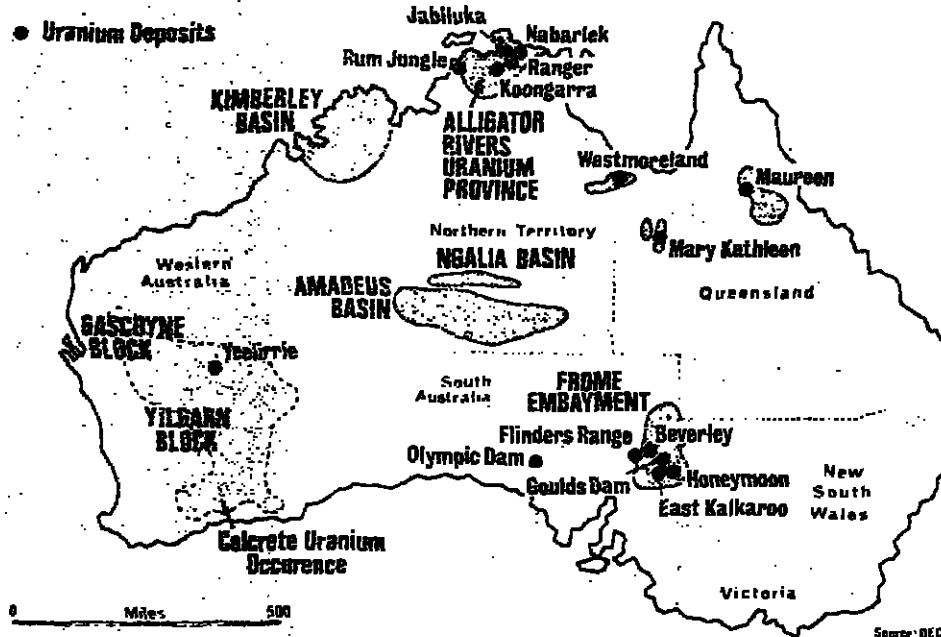 Uranium Deposits
Jabiluka
Nabarlek
Rum Jungle
Ranger
Koongarra
KIMBERLEY
BASIN
ALLIGATOR
RIVERS
URANIUM
PROVINCE
Westmoreland
Maureen
Northern Territory
NGALIA BASIN
Mary Kathleen
Western
Australia
AMADEUS
BASIN
Queensland
GASCOYNE
BLOCK
Yeelirrie
YILGARN
BLOCK
South
Australia
FROME
EMBAYMENT
Flinders Range
Beverley
Olympic Dam
Goulds Dam
Honeymoon
East Kalkaroo
New
South
Wales
Calcrete Uranium
Occurence
0 Miles 500
Victoria
Source: OEC